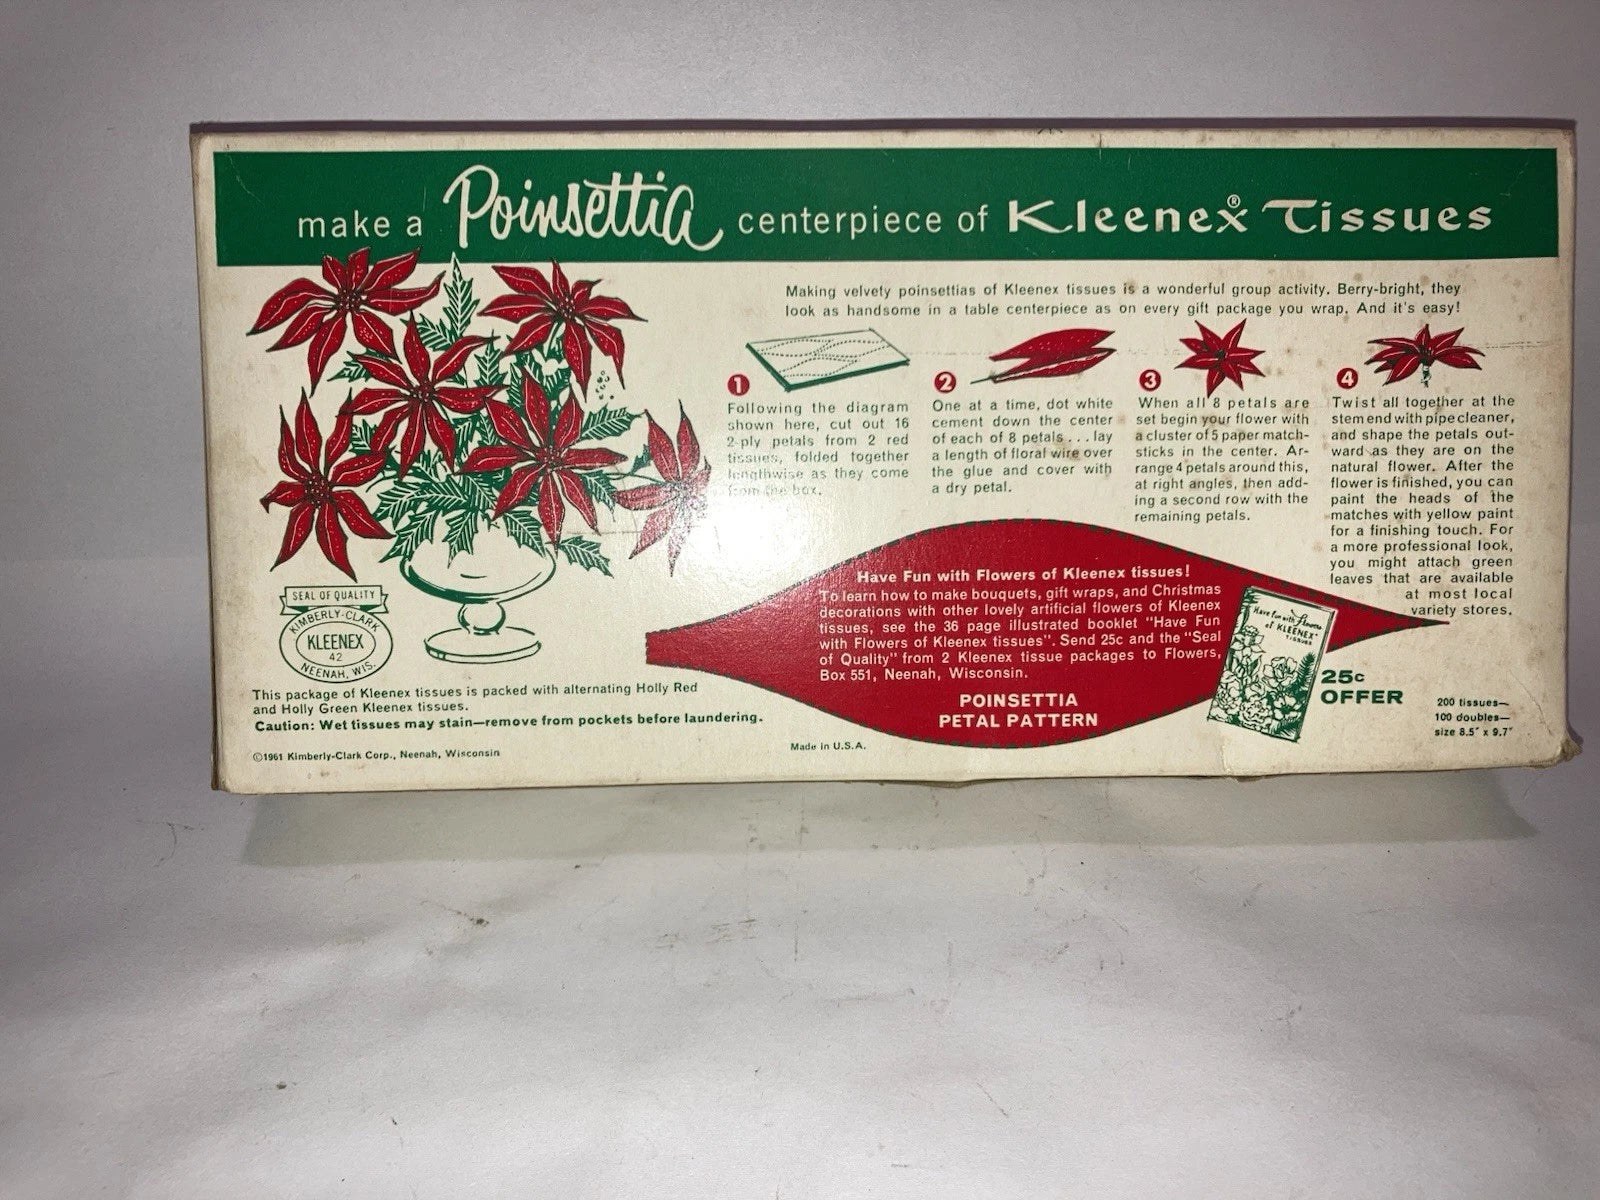 make a Poinsettia centerpiece of Kleenex® Tissues
Making velvety poinsettias of Kleenex tissues is a wonderful group activity. Berry-bright, they
look as handsome in a table centerpiece as on every gift package you wrap. And it's easy!
1
Following the diagram
shown here, cut out 16
2-ply petals from 2 red
tissues, folded together
lengthwise as they come
from the box.
2
One at a time, dot white
cement down the center
of each of 8 petals . . . lay
a length of floral wire over
the glue and cover with
a dry petal.
3
When all 8 petals are
set begin your flower with
a cluster of 5 paper match-
sticks in the center. Ar-
range 4 petals around this,
at right angles, then add-
ing a second row with the
remaining petals.
4
Twist all together at the
stem end with pipe cleaner,
and shape the petals out-
ward as they are on the
natural flower. After the
flower is finished, you can
paint the heads of the
matches with yellow paint
for a finishing touch. For
a more professional look,
you might attach green
leaves that are available
at most local
variety stores.
Have Fun with Flowers of Kleenex tissues!
To learn how to make bouquets, gift wraps, and Christmas
decorations with other lovely artificial flowers of Kleenex
tissues, see the 36 page illustrated booklet "Have Fun
with Flowers of Kleenex tissues". Send 25c and the "Seal
of Quality" from 2 Kleenex tissue packages to Flowers,
Box 551, Neenah, Wisconsin.
POINSETTIA
PETAL PATTERN
Have Fun with Flowers
of KLEENEX®
TISSUES
25c
OFFER
200 tissues—
100 doubles—
size 8.5" x 9.7"
SEAL OF QUALITY
KIMBERLY-CLARK
KLEENEX
42
NEENAH, WIS.
This package of Kleenex tissues is packed with alternating Holly Red
and Holly Green Kleenex tissues.
Caution: Wet tissues may stain—remove from pockets before laundering.
©1961 Kimberly-Clark Corp., Neenah, Wisconsin
Made in U.S.A.